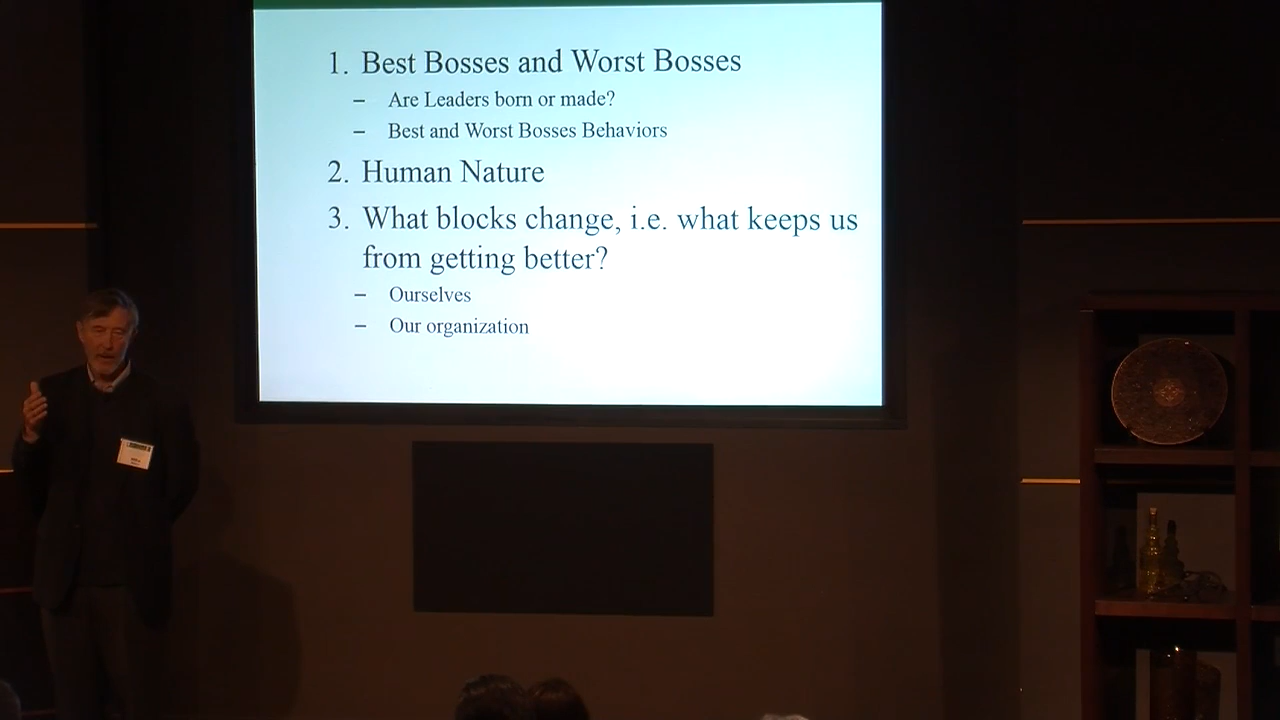 1. Best Bosses and Worst Bosses
– Are Leaders born or made?
– Best and Worst Bosses Behaviors
2. Human Nature
3. What blocks change, i.e. what keeps us
from getting better?
– Ourselves
– Our organization